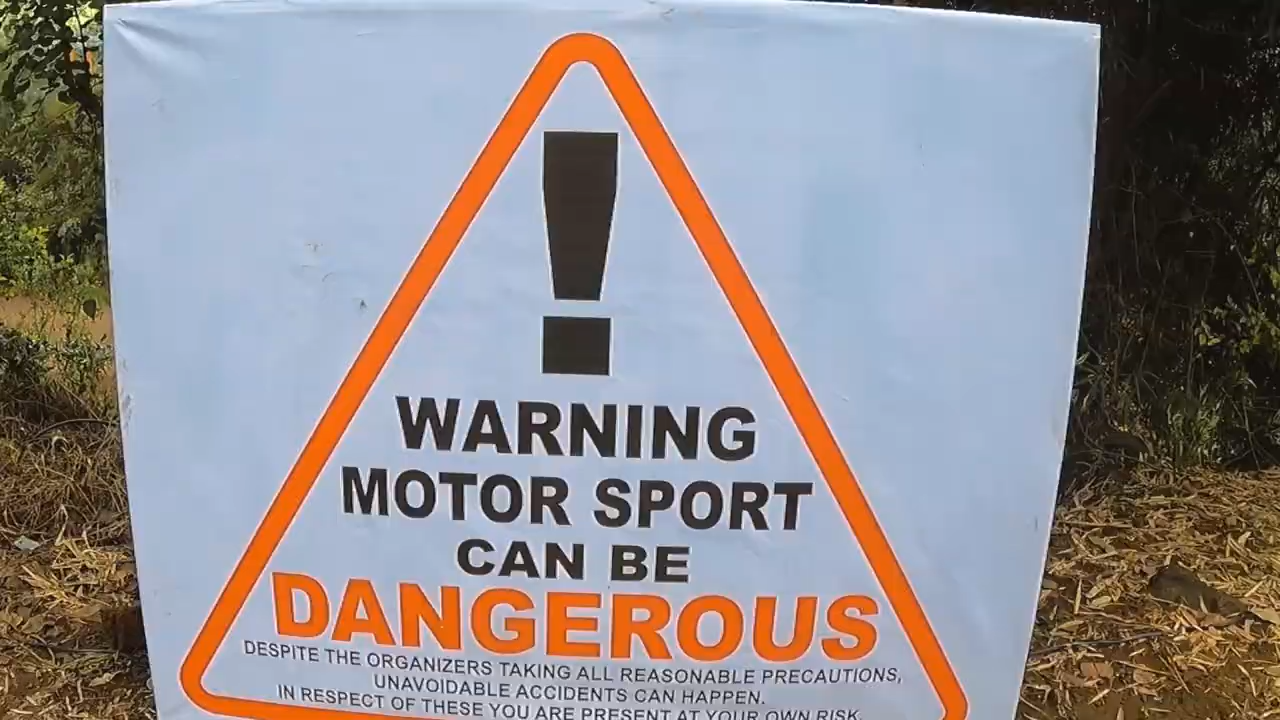 !
WARNING
MOTOR SPORT
CAN BE
DANGEROUS
DESPITE THE ORGANIZERS TAKING ALL REASONABLE PRECAUTIONS,
UNAVOIDABLE ACCIDENTS CAN HAPPEN.
IN RESPECT OF THESE YOU ARE PRESENT AT YOUR OWN RISK.